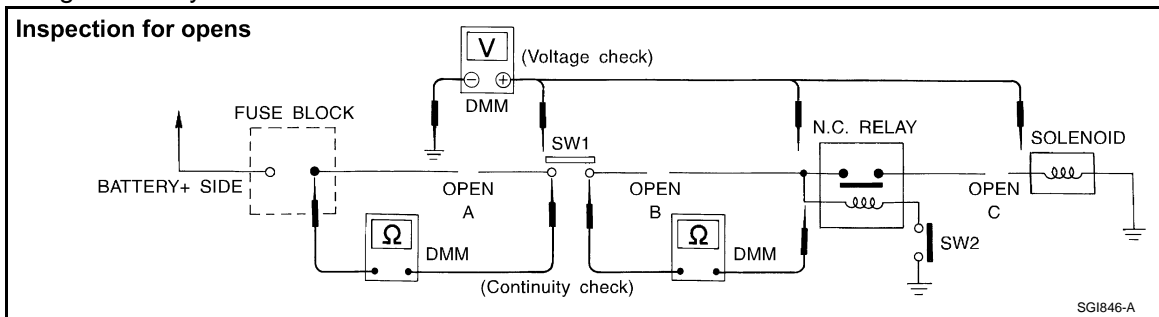 Inspection for opens
V
(Voltage check)
− +
DMM
FUSE BLOCK
SW1
N.C. RELAY
SOLENOID
BATTERY+ SIDE
OPEN
A
OPEN
B
OPEN
C
Ω
DMM
Ω
DMM
SW2
(Continuity check)
SGI846-A